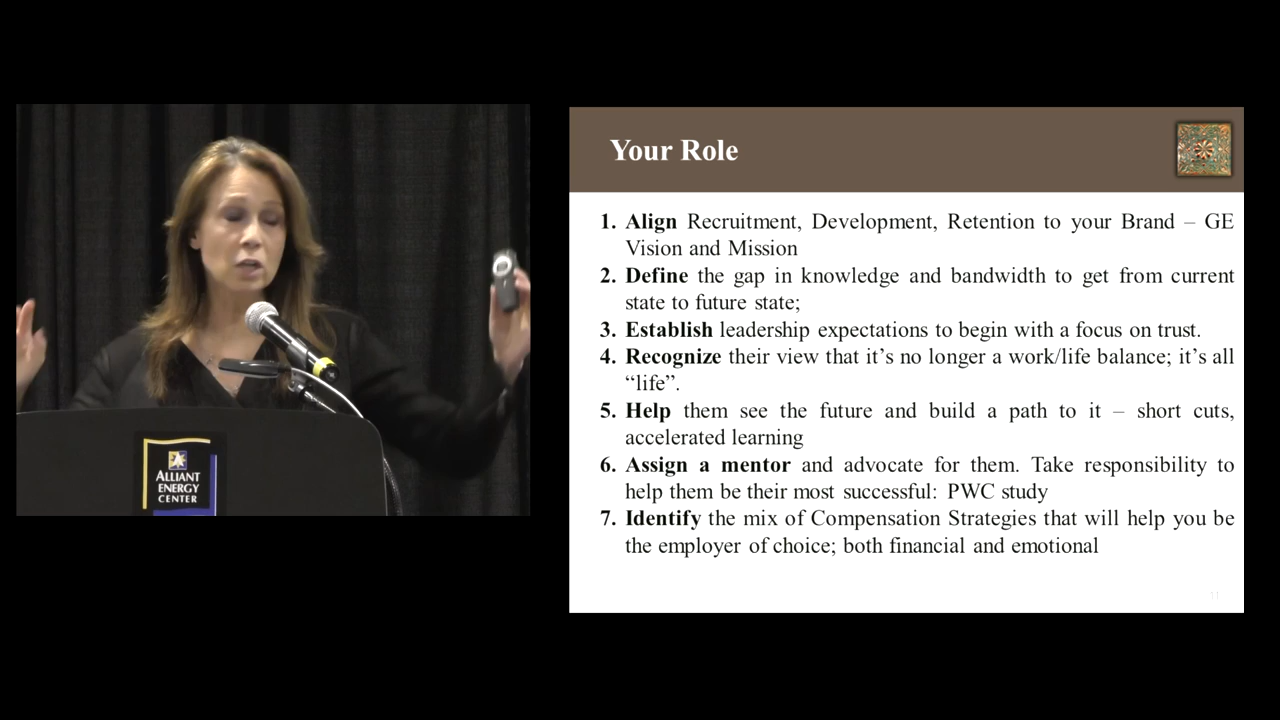 ALLIANT
ENERGY
CENTER
Your Role
1. Align Recruitment, Development, Retention to your Brand – GE
Vision and Mission
2. Define the gap in knowledge and bandwidth to get from current
state to future state;
3. Establish leadership expectations to begin with a focus on trust.
4. Recognize their view that it’s no longer a work/life balance; it’s all
“life”.
5. Help them see the future and build a path to it – short cuts,
accelerated learning
6. Assign a mentor and advocate for them. Take responsibility to
help them be their most successful: PWC study
7. Identify the mix of Compensation Strategies that will help you be
the employer of choice; both financial and emotional
11